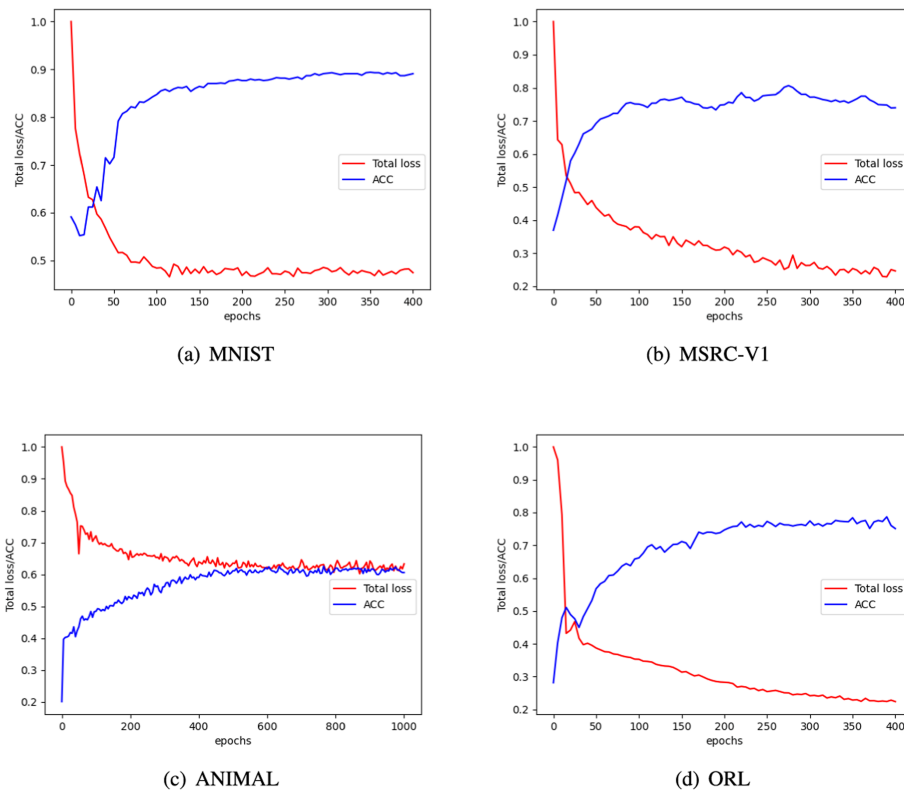 1.0
0.9
0.8
0.7
0.6
0.5
Total loss/ACC
0 50 100 150 200 250 300 350 400
epochs
Total loss
ACC
(a) MNIST
1.0
0.9
0.8
0.7
0.6
0.5
0.4
0.3
0.2
Total loss/ACC
0 50 100 150 200 250 300 350 400
epochs
Total loss
ACC
(b) MSRC-V1
1.0
0.9
0.8
0.7
0.6
0.5
0.4
0.3
0.2
Total loss/ACC
0 200 400 600 800 1000
epochs
Total loss
ACC
(c) ANIMAL
1.0
0.9
0.8
0.7
0.6
0.5
0.4
0.3
0.2
Total loss/ACC
0 50 100 150 200 250 300 350 400
epochs
Total loss
ACC
(d) ORL